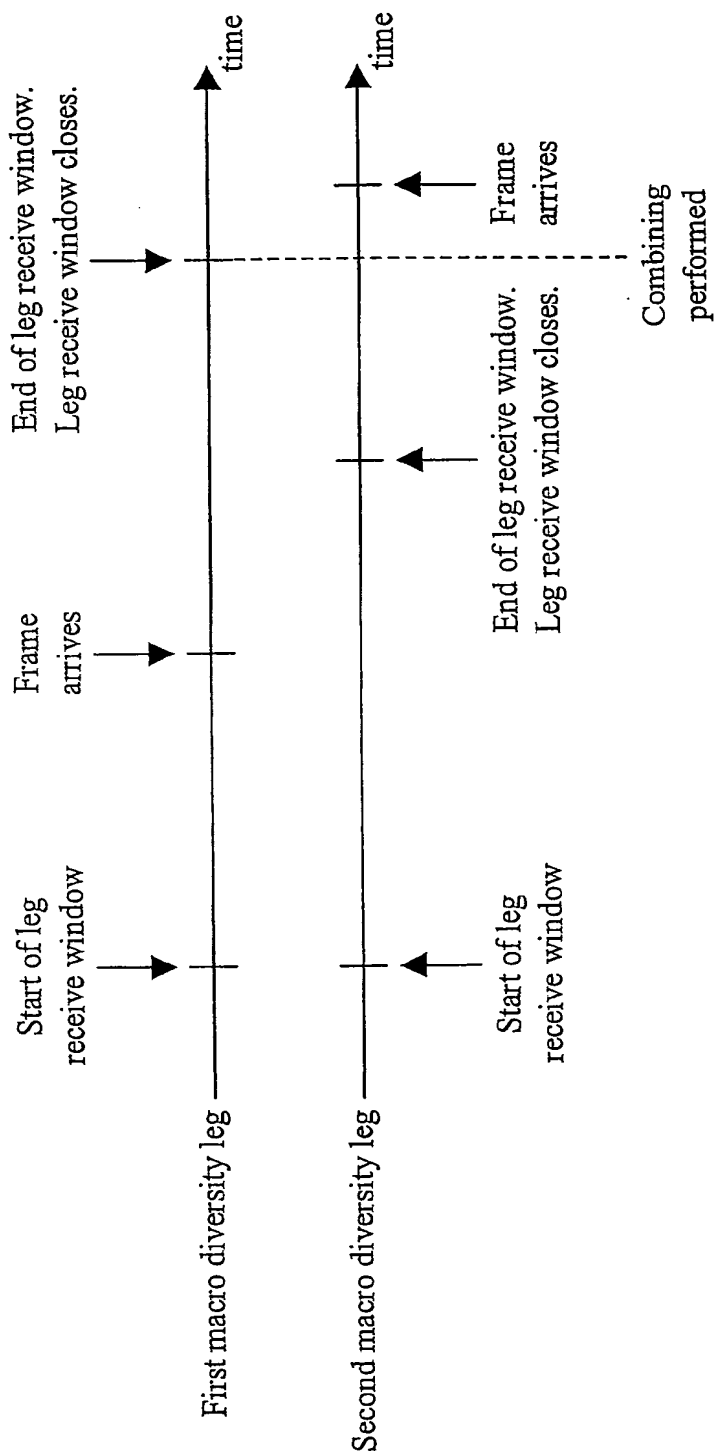 Start of leg
receive window
Frame
arrives
End of leg receive window.
Leg receive window closes.
First macro diversity leg
time
Second macro diversity leg
time
Start of leg
receive window
End of leg receive window.
Leg receive window closes.
Frame
arrives
Combining
performed